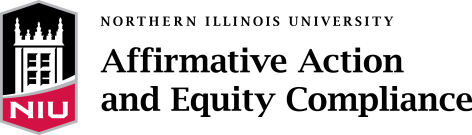 NORTHERN ILLINOIS UNIVERSITY
Affirmative Action
and Equity Compliance
NIU